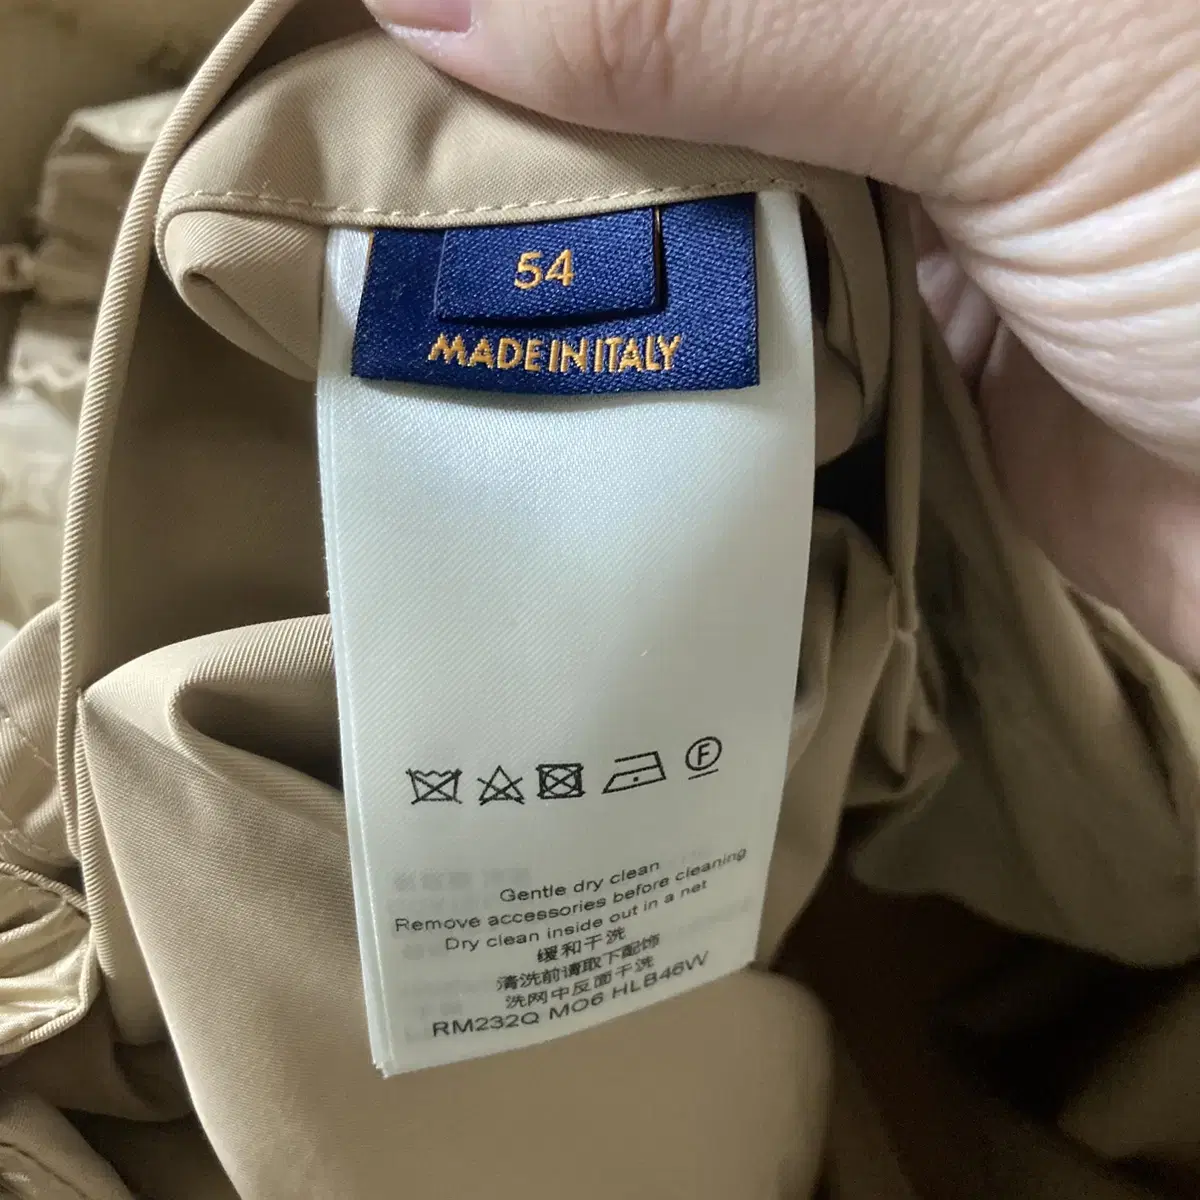 54
MADE IN ITALY
F
Gentle dry clean
Remove accessories before cleaning
Dry clean inside out in a net
缓和干洗
清洗前请取下配饰
洗网中反面干洗
RM232Q MO6 HLB46W